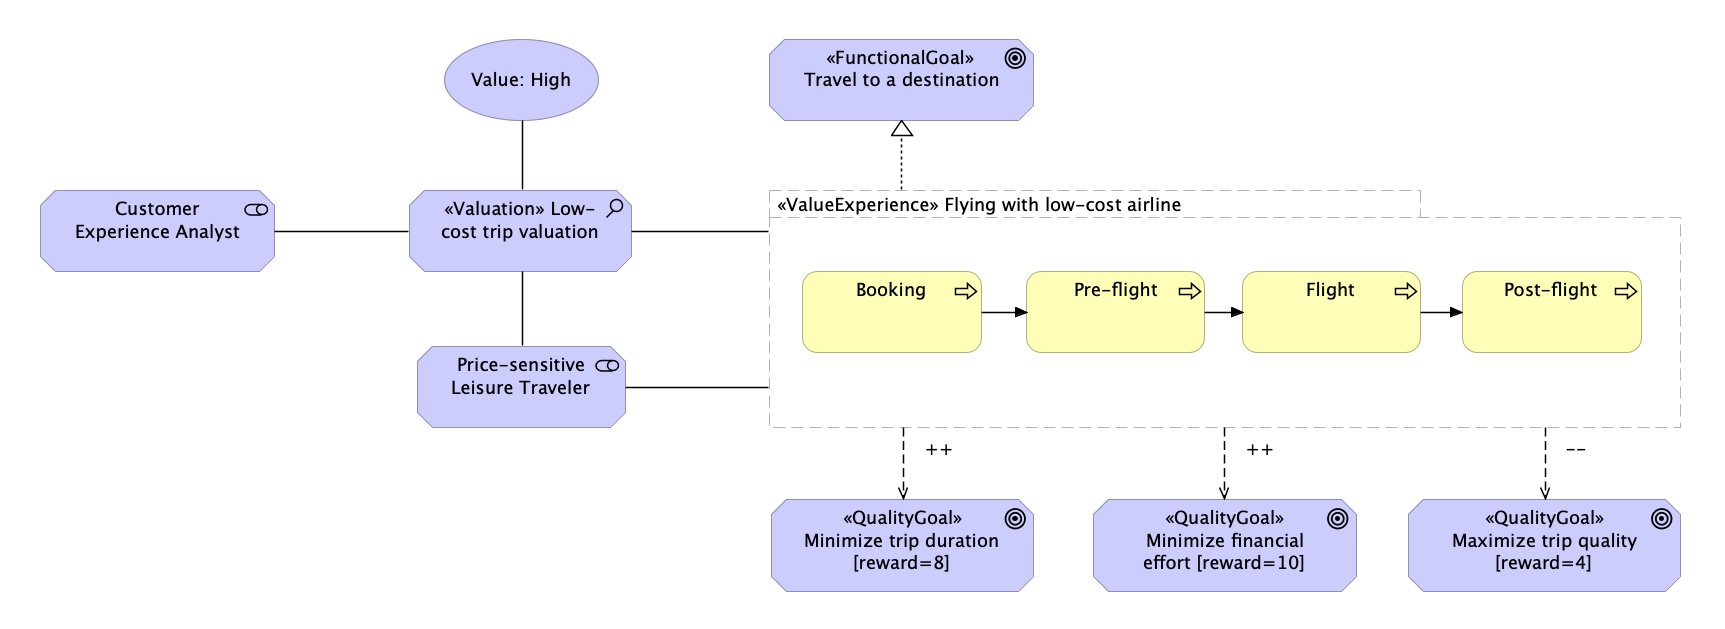 Value: High
«FunctionalGoal»
Travel to a destination
Customer
Experience Analyst
«Valuation» Low-
cost trip valuation
«ValueExperience» Flying with low-cost airline
Booking
Pre-flight
Flight
Post-flight
Price-sensitive
Leisure Traveler
++
++
--
«QualityGoal»
Minimize trip duration
[reward=8]
«QualityGoal»
Minimize financial
effort [reward=10]
«QualityGoal»
Maximize trip quality
[reward=4]